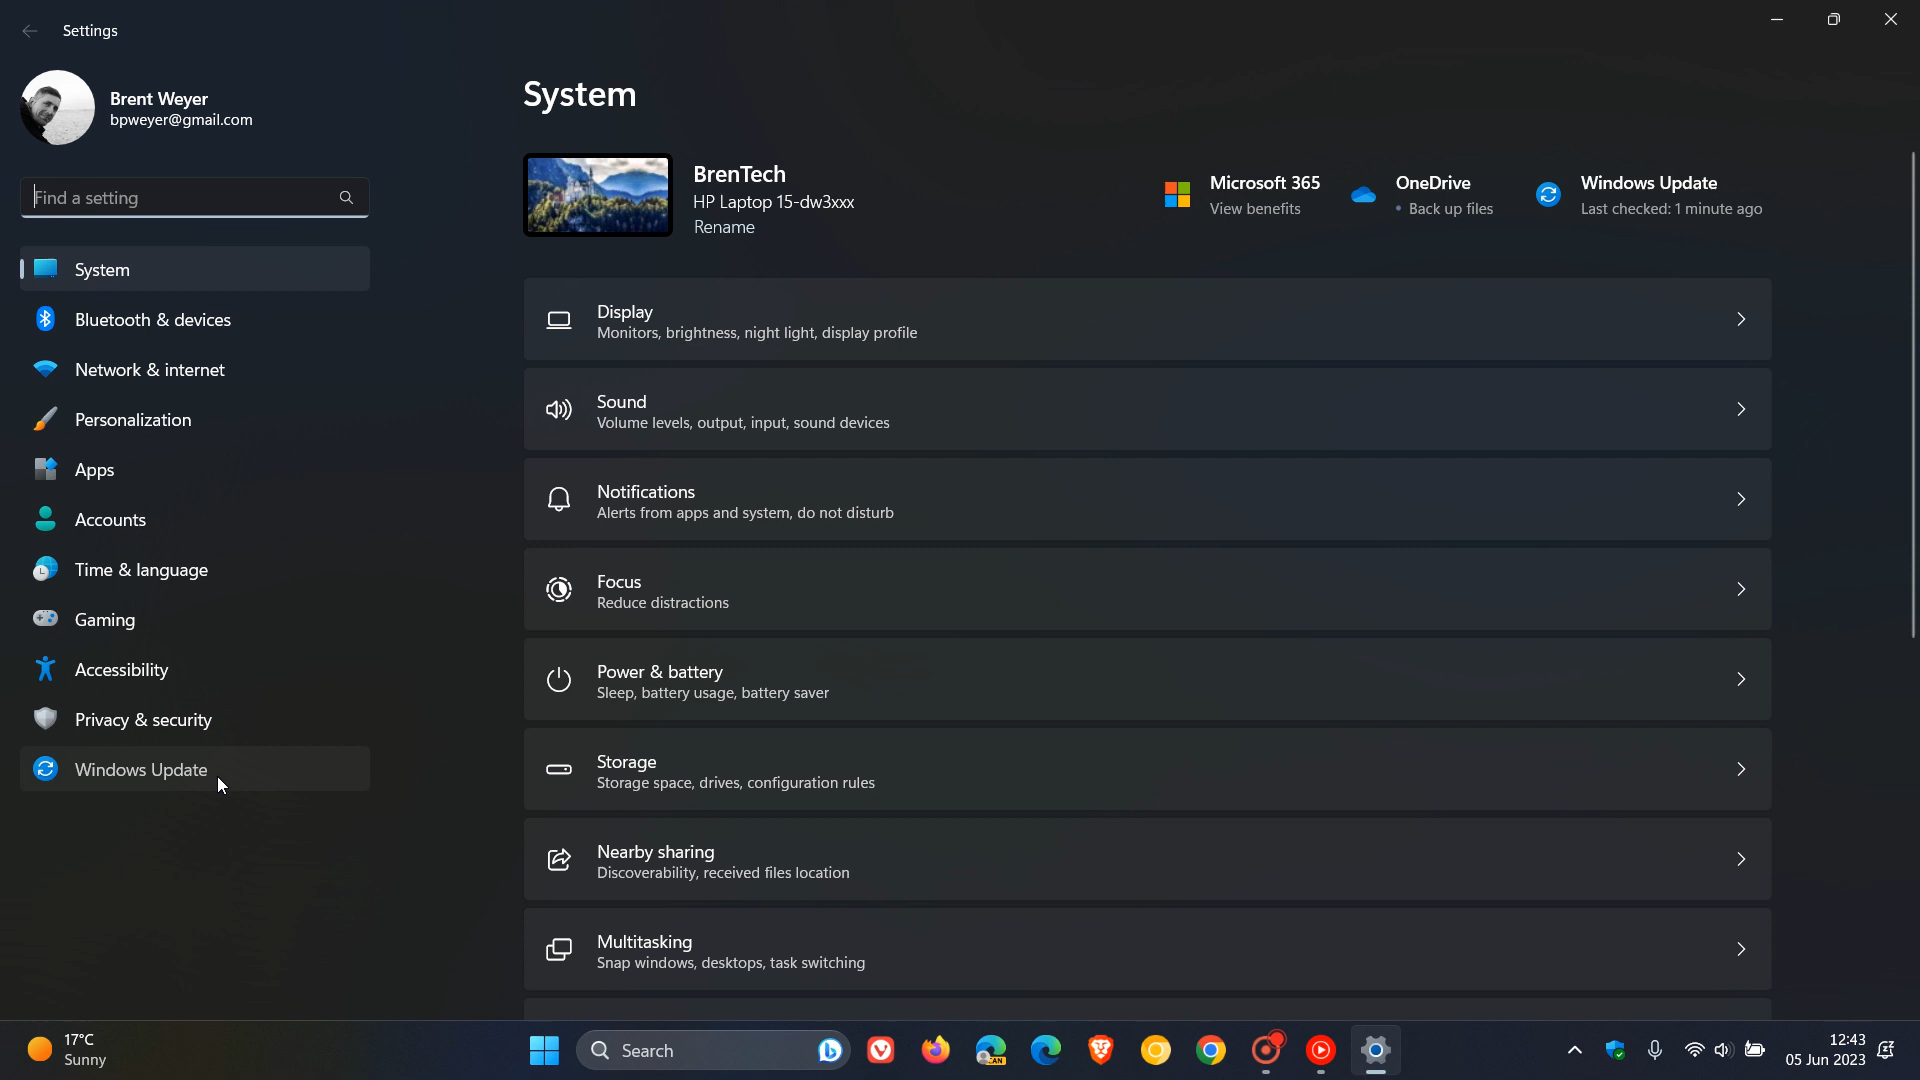 Settings
Brent Weyer
bpweyer@gmail.com
Find a setting
System
Bluetooth & devices
Network & internet
Personalization
Apps
Accounts
Time & language
Gaming
Accessibility
Privacy & security
Windows Update
System
BrenTech
HP Laptop 15-dw3xxx
Rename
Microsoft 365
View benefits
OneDrive
• Back up files
Windows Update
Last checked: 1 minute ago
Display
Monitors, brightness, night light, display profile
Sound
Volume levels, output, input, sound devices
Notifications
Alerts from apps and system, do not disturb
Focus
Reduce distractions
Power & battery
Sleep, battery usage, battery saver
Storage
Storage space, drives, configuration rules
Nearby sharing
Discoverability, received files location
Multitasking
Snap windows, desktops, task switching
17°C
Sunny
Search
CAN
12:43
05 Jun 2023